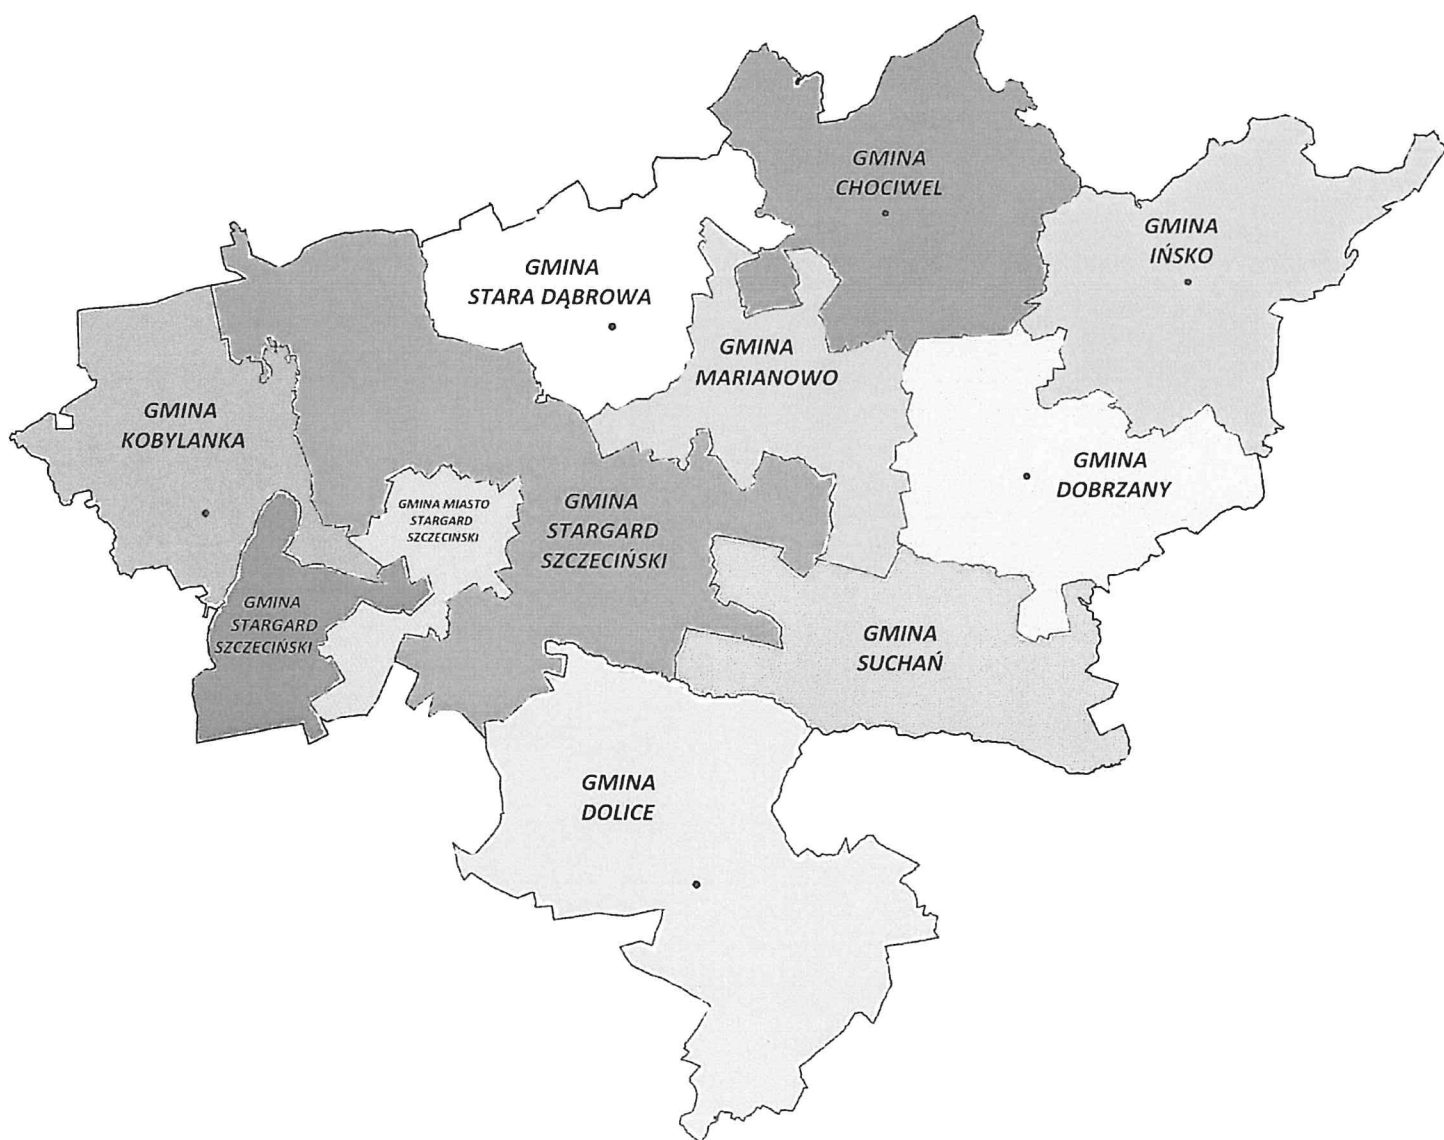 GMINA
CHOCIWEL
GMINA
IŃSKO
GMINA
STARA DĄBROWA
GMINA
MARIANOWO
GMINA
KOBYLANKA
GMINA
DOBRZANY
GMINA MIASTO
STARGARD
SZCZECINSKI
GMINA
STARGARD
SZCZECIŃSKI
GMINA
STARGARD
SZCZECIŃSKI
GMINA
SUCHAŃ
GMINA
DOLICE